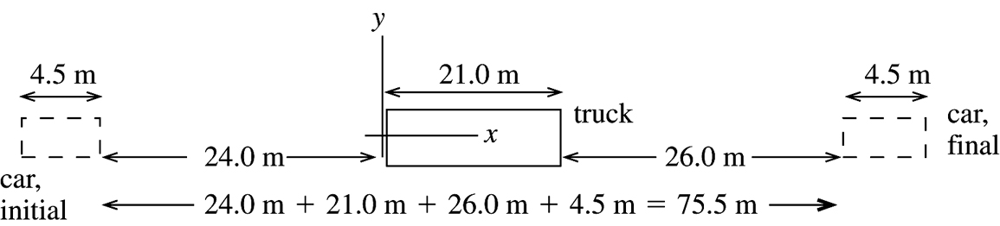 y
4.5 m
21.0 m
4.5 m
truck
car,
final
x
24.0 m
26.0 m
car,
initial
24.0 m + 21.0 m + 26.0 m + 4.5 m = 75.5 m